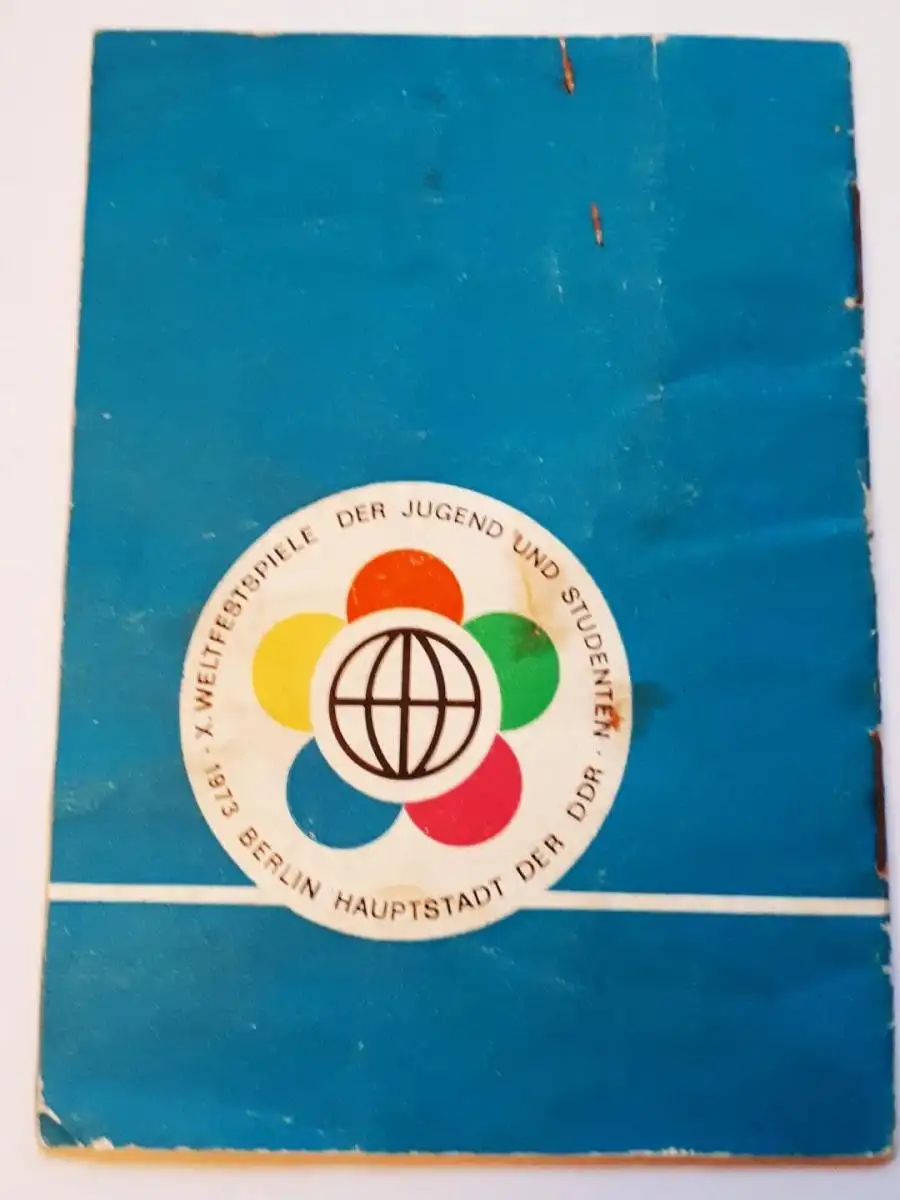 X. WELTFESTSPIELE DER JUGEND UND STUDENTEN ·
1973 BERLIN HAUPTSTADT DER DDR ·